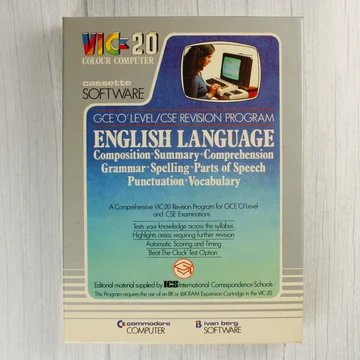 VIC-20
COLOUR COMPUTER
cassette
SOFTWARE
GCE 'O' LEVEL/CSE REVISION PROGRAM
ENGLISH LANGUAGE
Composition·Summary·Comprehension
Grammar·Spelling·Parts of Speech
Punctuation·Vocabulary
A Comprehensive VIC 20 Revision Program for GCE 'O' Level
and CSE Examinations.
Tests your knowledge across the syllabus
Highlights areas requiring further revision
Automatic Scoring and Timing
'Beat The Clock' Test Option
Editorial material supplied by ICS International Correspondence Schools
This Program requires the use of an 8K or 16K RAM Expansion Cartridge in the VIC 20.
commodore
COMPUTER
ivan berg
SOFTWARE